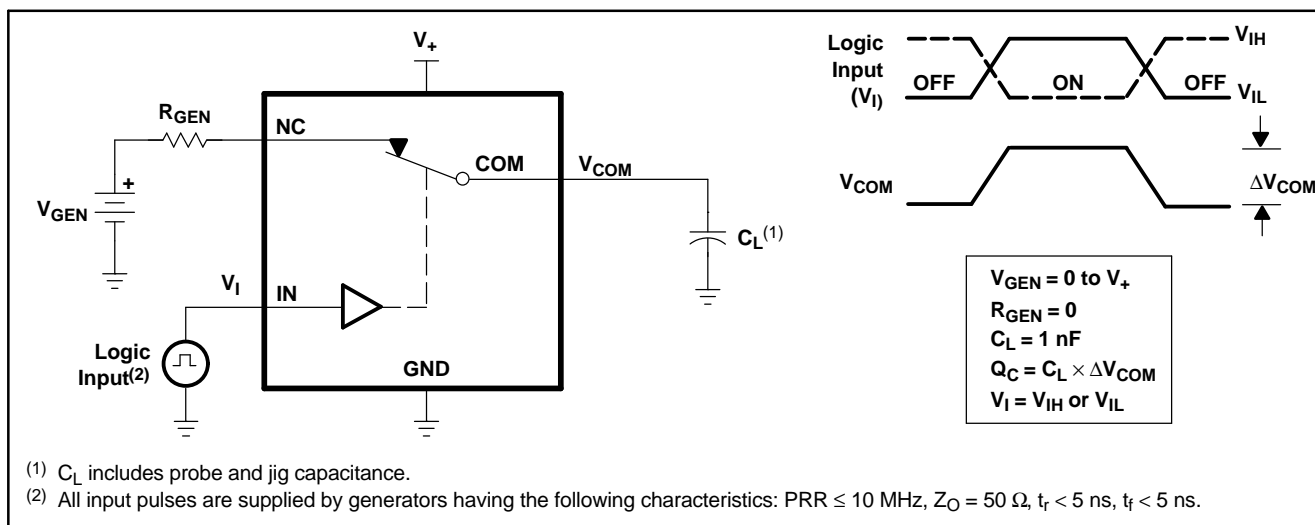 V+
RGEN
NC
COM
VCOM
+
VGEN
CL(1)
VI
IN
Logic
Input(2)
GND
Logic
Input
(VI)
OFF
ON
OFF
VIH
VIL
VCOM
ΔVCOM
VGEN = 0 to V+
RGEN = 0
CL = 1 nF
QC = CL × ΔVCOM
VI = VIH or VIL
(1) CL includes probe and jig capacitance.
(2) All input pulses are supplied by generators having the following characteristics: PRR ≤ 10 MHz, ZO = 50 Ω, tr < 5 ns, tf < 5 ns.